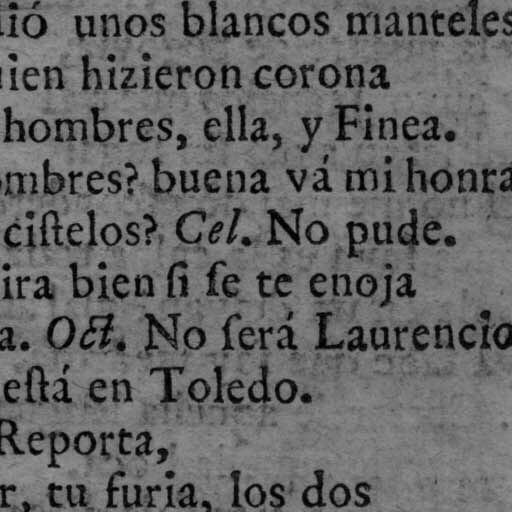 dió unos blancos manteles
uien hizieron corona
hombres, ella, y Finea.
ombres? buena vá mi honra
ciſtelos? Cel. No pude.
ira bien ſi ſe te enoja
a. Oct. No ſerá Laurencio
eſtá en Toledo.
Reporta,
r, tu furia, los dos